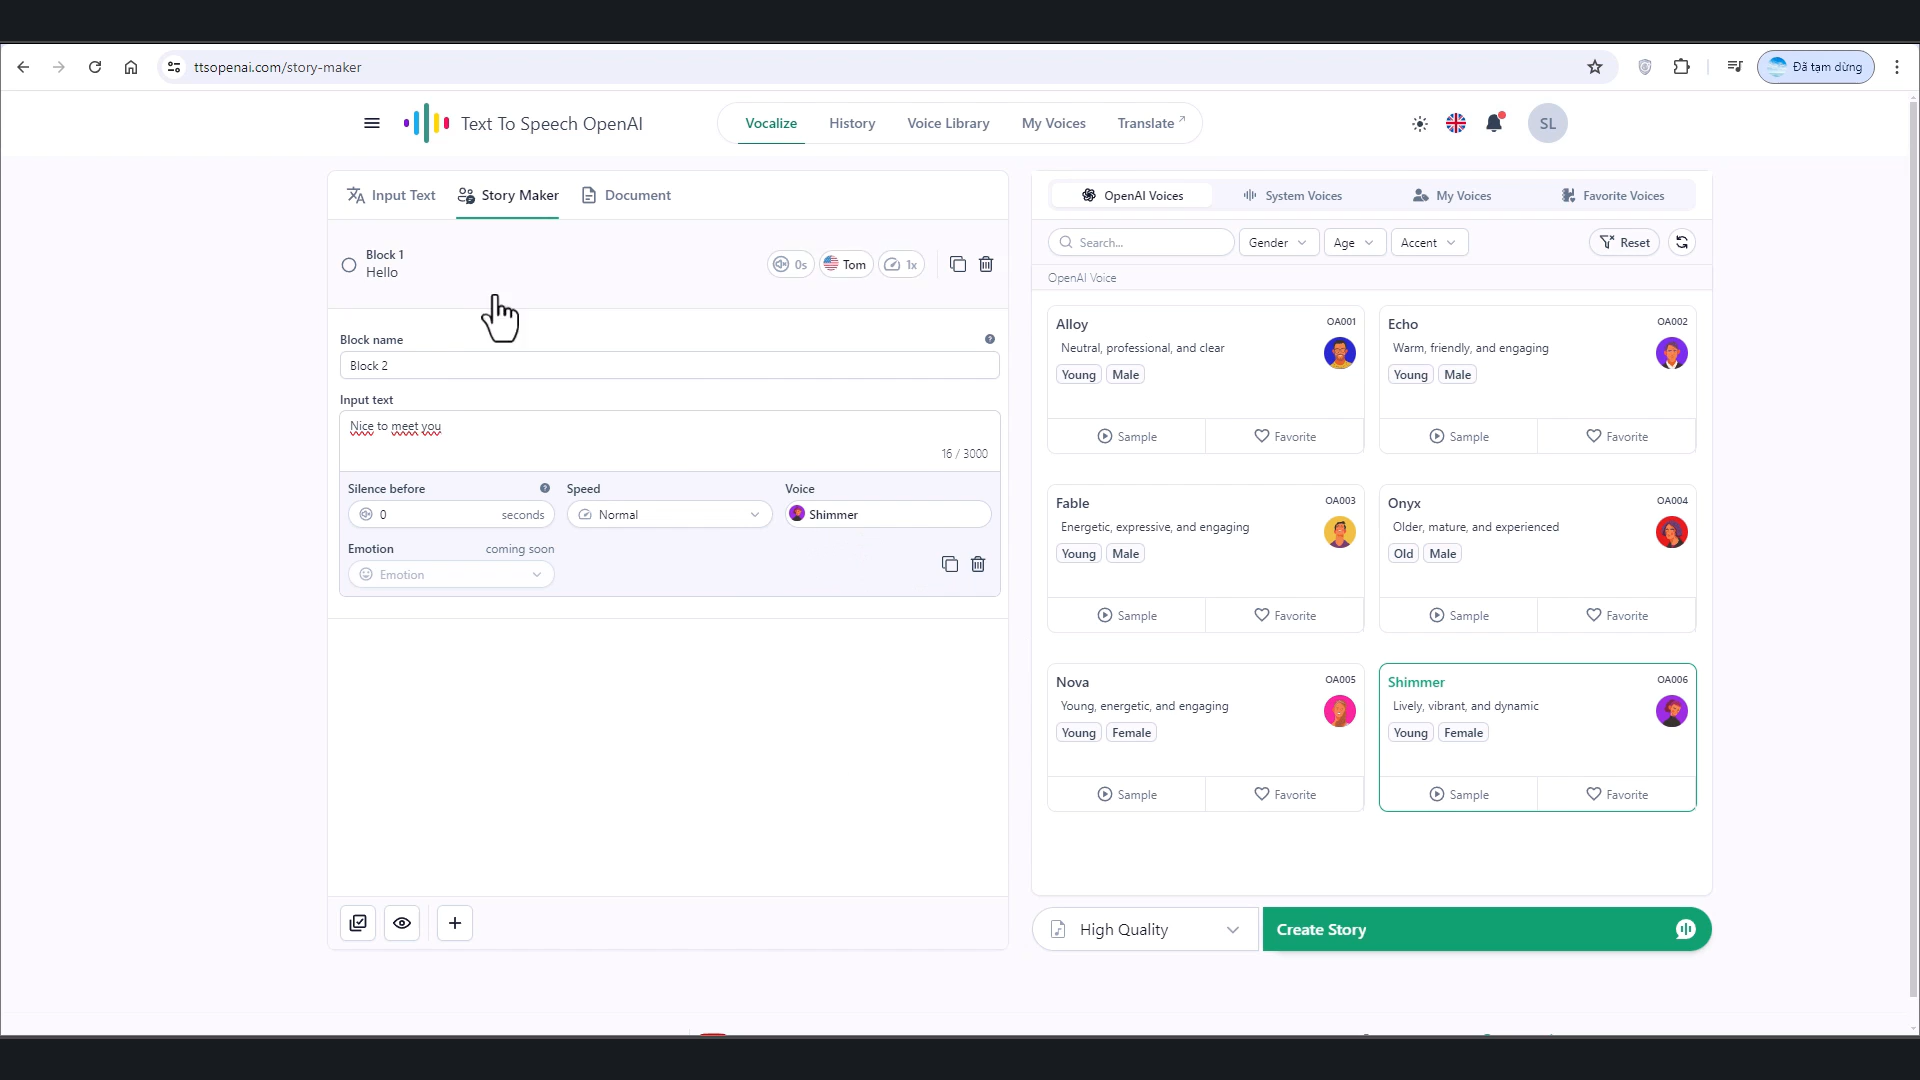 ttsopenai.com/story-maker
Đã tạm dừng
Text To Speech OpenAI
Vocalize
History
Voice Library
My Voices
Translate
SL
Input Text
Story Maker
Document
Block 1
Hello
0s
Tom
1x
Block name
Block 2
Input text
Nice to meet you
16 / 3000
Silence before
Speed
Voice
0 seconds
Normal
Shimmer
Emotion
coming soon
Emotion
OpenAI Voices
System Voices
My Voices
Favorite Voices
Search...
Gender
Age
Accent
Reset
OpenAI Voice
Alloy
OA001
Neutral, professional, and clear
Young Male
Sample
Favorite
Echo
OA002
Warm, friendly, and engaging
Young Male
Sample
Favorite
Fable
OA003
Energetic, expressive, and engaging
Young Male
Sample
Favorite
Onyx
OA004
Older, mature, and experienced
Old Male
Sample
Favorite
Nova
OA005
Young, energetic, and engaging
Young Female
Sample
Favorite
Shimmer
OA006
Lively, vibrant, and dynamic
Young Female
Sample
Favorite
High Quality
Create Story